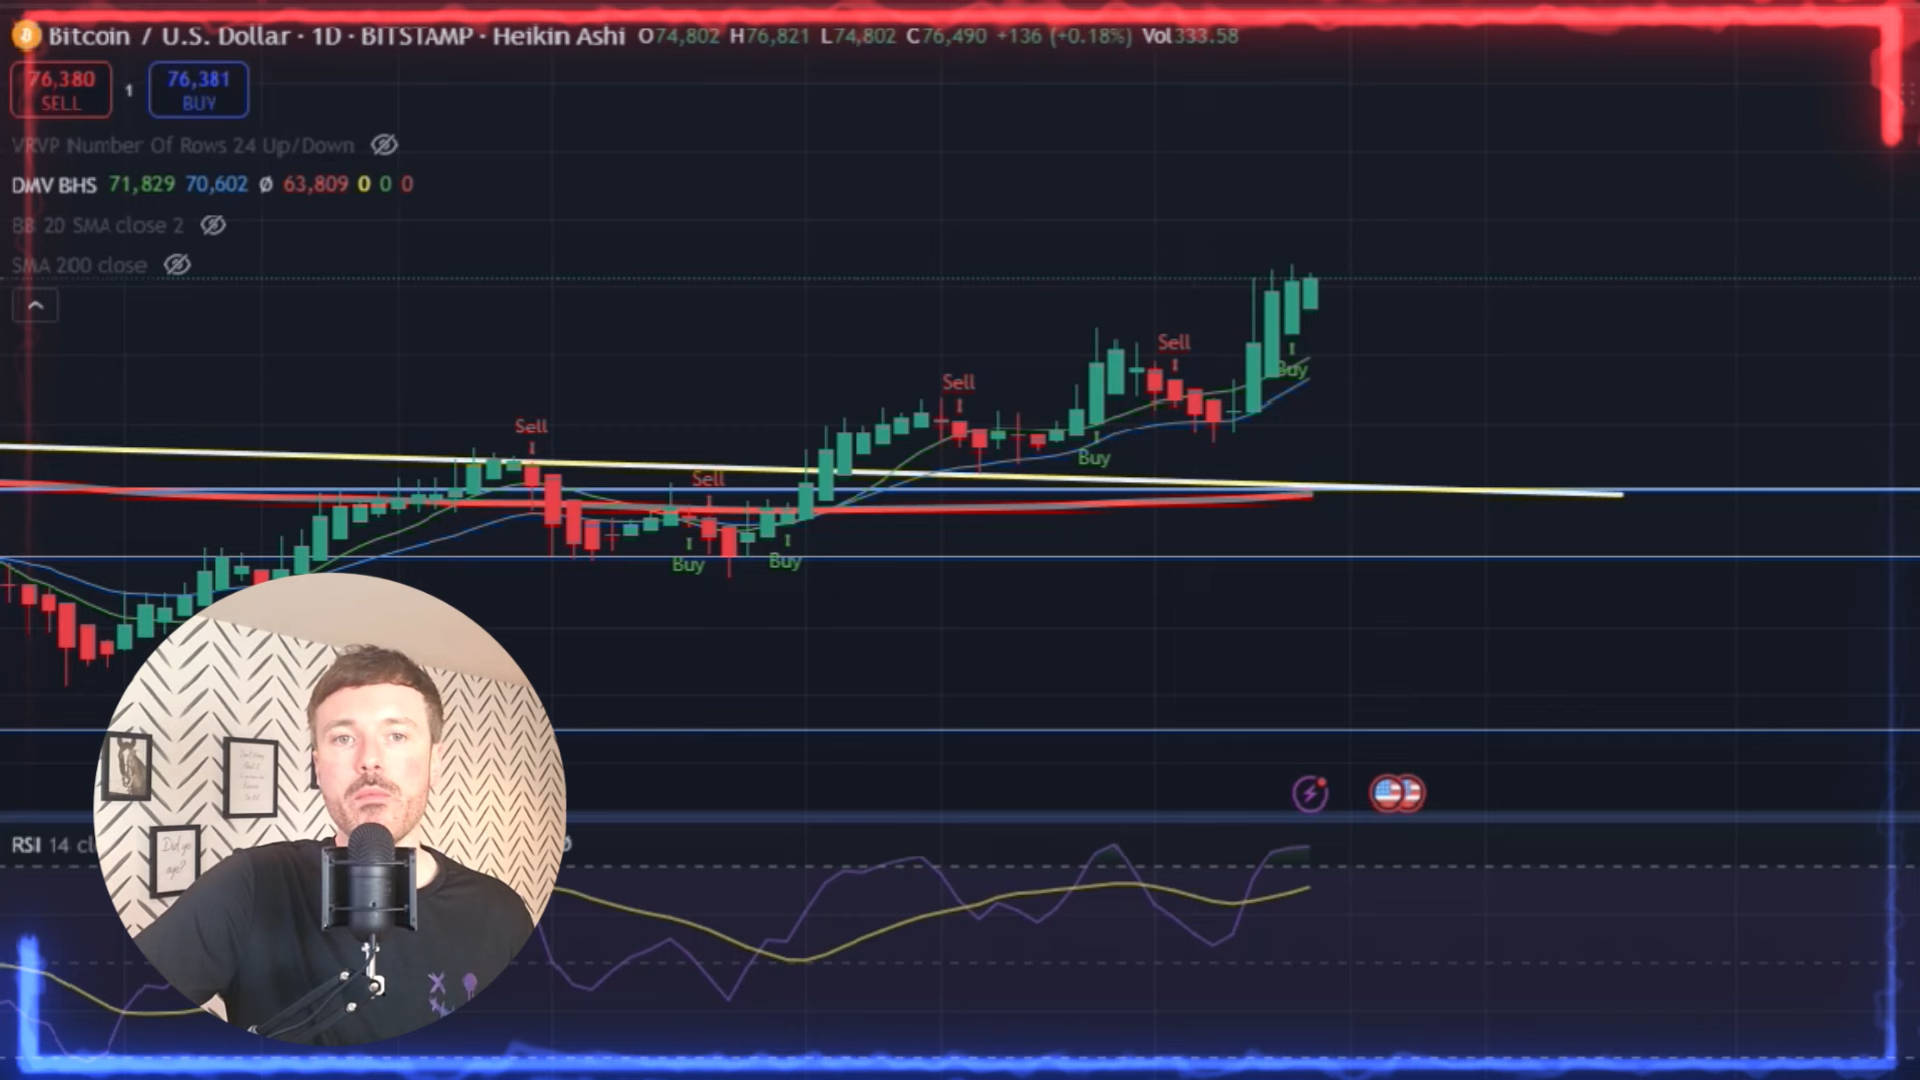 Bitcoin / U.S. Dollar · 1D · BITSTAMP · Heikin Ashi O74,802 H76,821 L74,802 C76,490 +136 (+0.18%) Vol333.58
76,380
SELL
1
76,381
BUY
VRVP Number Of Rows 24 Up/Down
DMV BHS 71,829 70,602 Ø 63,809 0 0 0
BB 20 SMA close 2
SMA 200 close
Sell
Sell
Buy
Buy
Sell
Buy
Sell
Buy
RSI 14 cl
Did yo